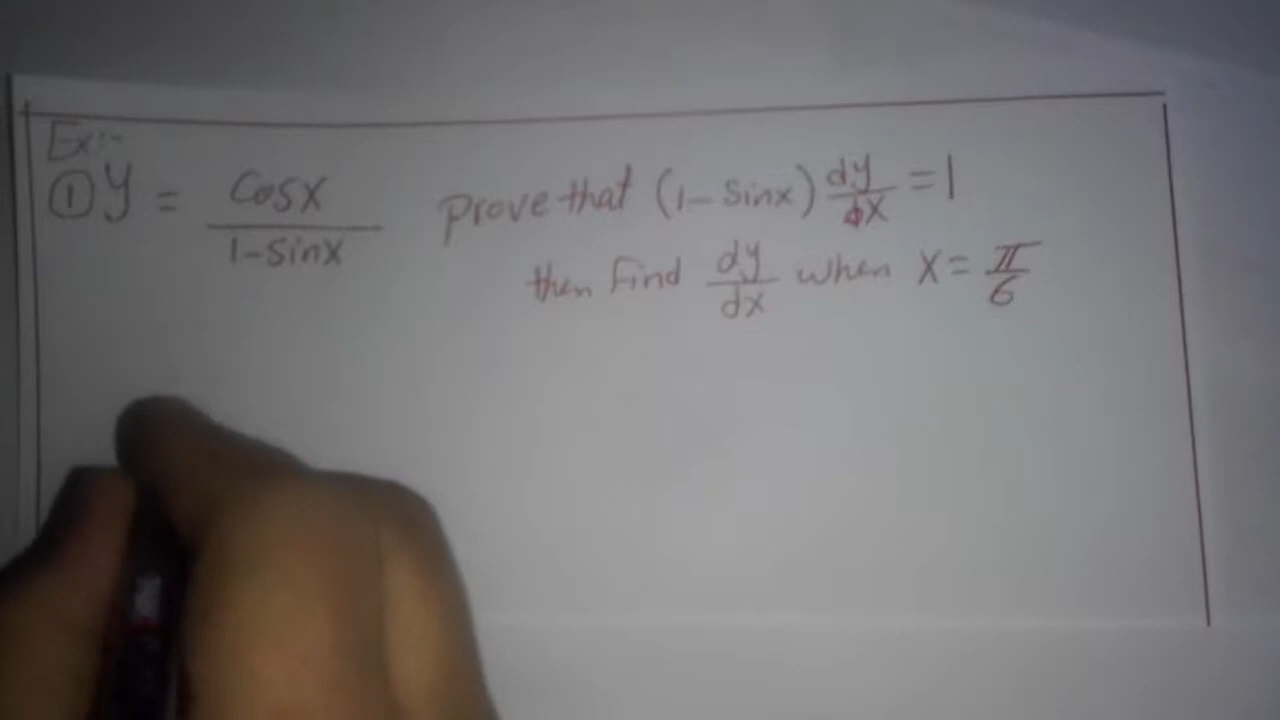 Ex:-
① y = cosx / 1-sinx prove that (1-sinx) dy/dx = 1
then Find dy/dx when x = π/6